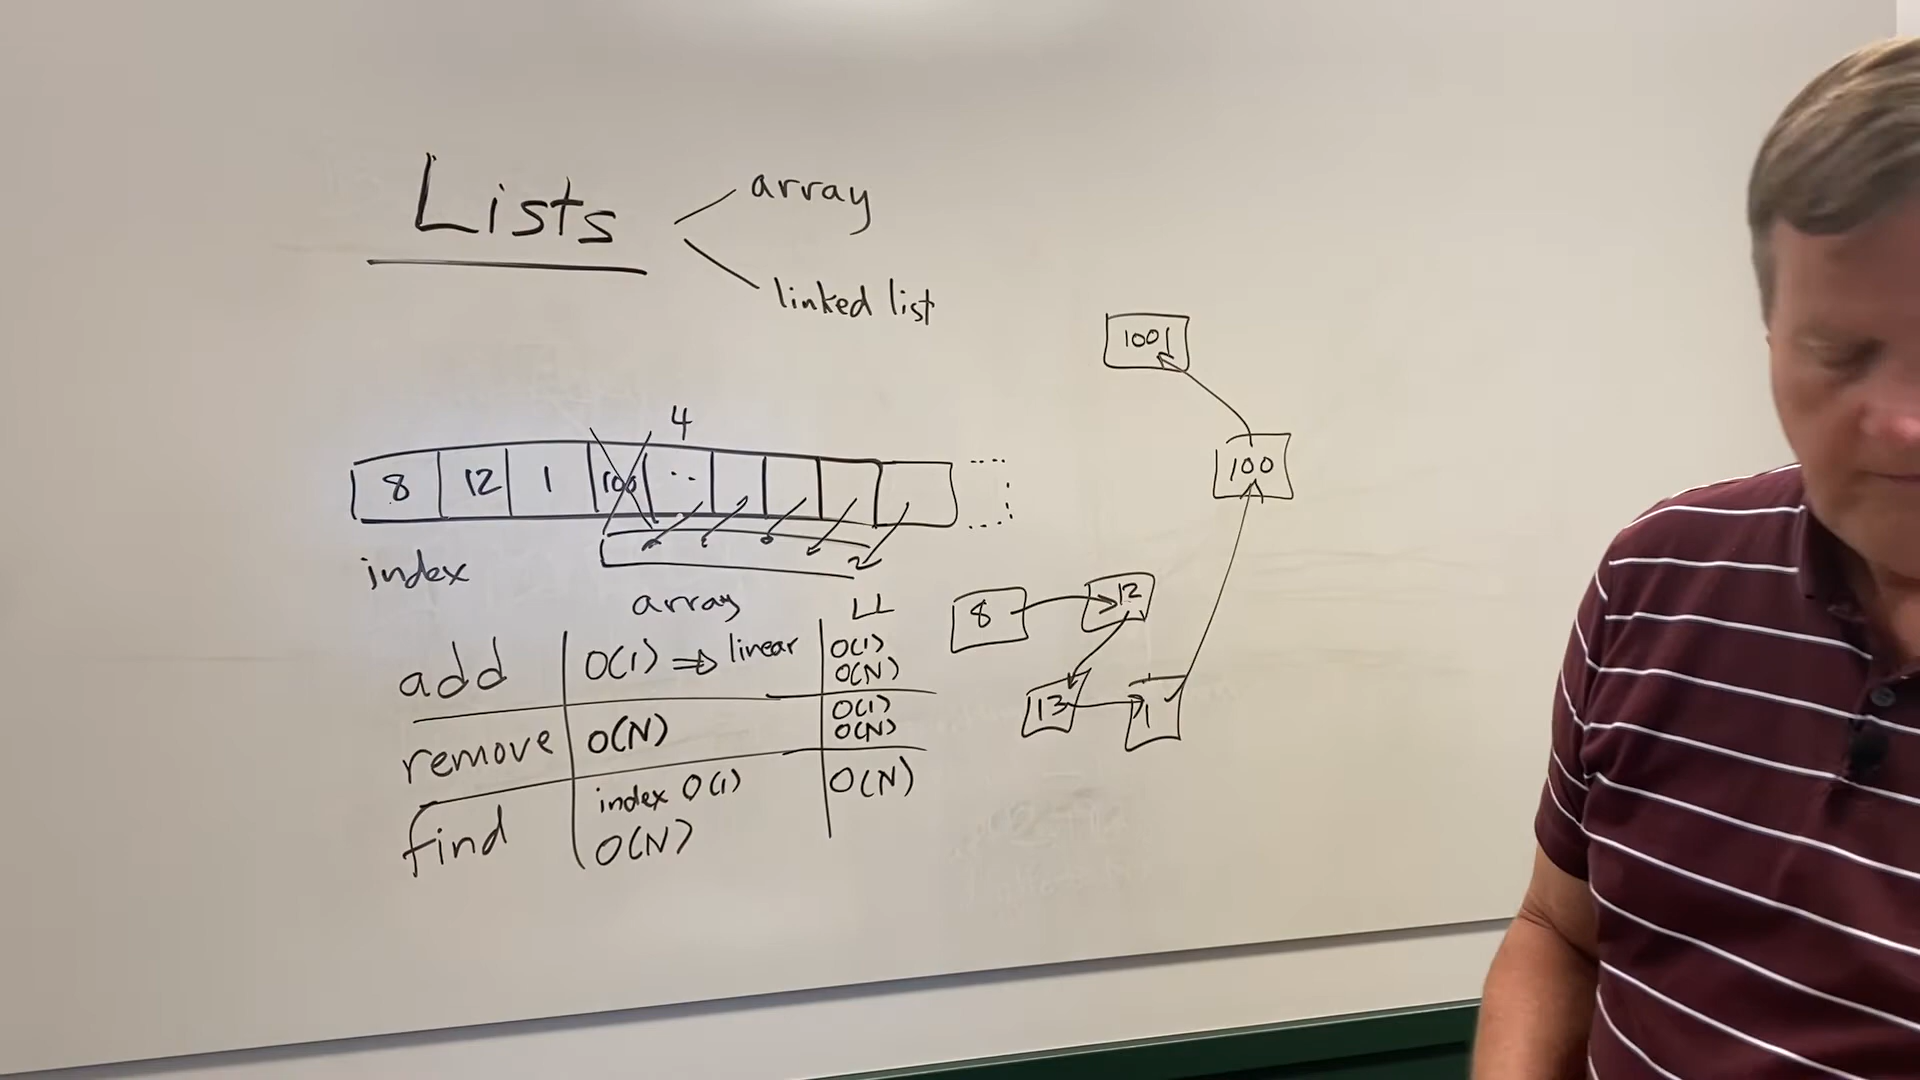 Lists
array
linked list
4
8 12 1 100 ..
index
array LL
add O(1) ⇒ linear O(1) O(N)
remove O(N) O(1) O(N)
find index O(1) O(N) O(N)
1001
100
8 12
13 1